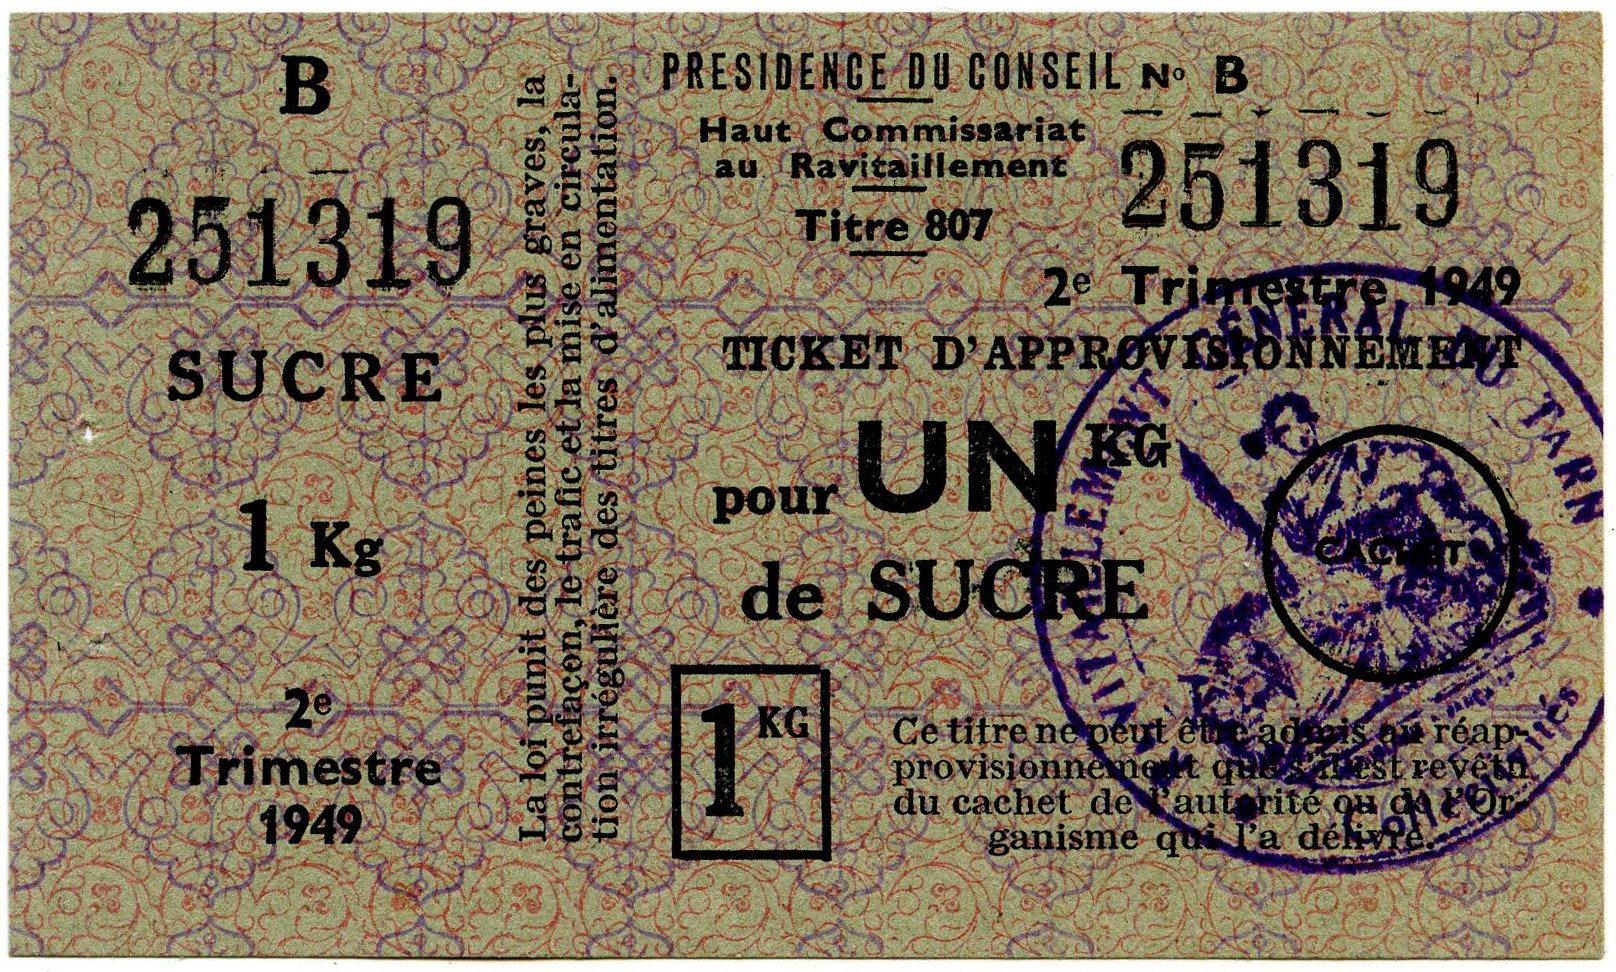 B
251319
SUCRE
1 Kg
2e
Trimestre
1949
La loi punit des peines les plus graves, la
contrefaçon, le trafic et la mise en circula-
tion irrégulière des titres d'alimentation.
PRESIDENCE DU CONSEIL
Haut Commissariat
au Ravitaillement
Titre 807
No B
251319
2e Trimestre 1949
TICKET D'APPROVISIONNEMENT
pour UN KG
de SUCRE
1 KG
CACHET
Ce titre ne peut être admis au réap-
provisionnement que s'il est revêtu
du cachet de l'autorité ou de l'Or-
ganisme qui l'a délivré.
GÉNÉRAL DU TARN